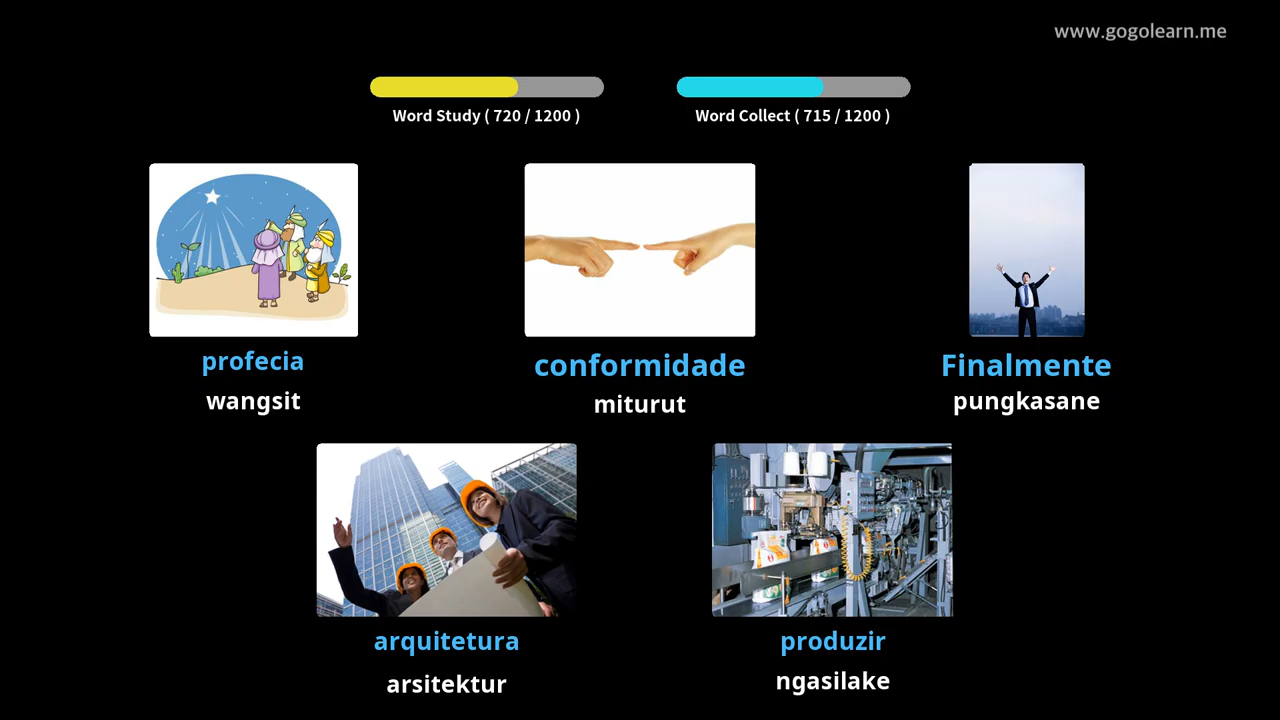 www.gogolearn.me
Word Study ( 720 / 1200 )
Word Collect ( 715 / 1200 )
profecia
wangsit
conformidade
miturut
Finalmente
pungkasane
arquitetura
arsitektur
produzir
ngasilake